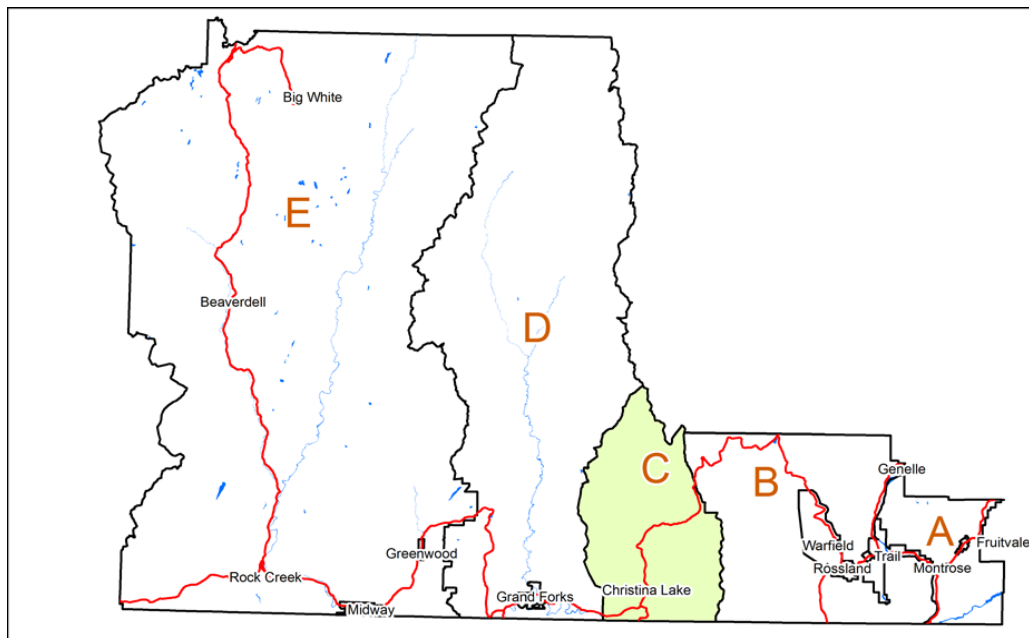 Big White
E
Beaverdell
D
C
B
Genelle
A
Warfield
Fruitvale
Trail
Greenwood
Rossland
Montrose
Rock Creek
Christina Lake
Grand Forks
Midway